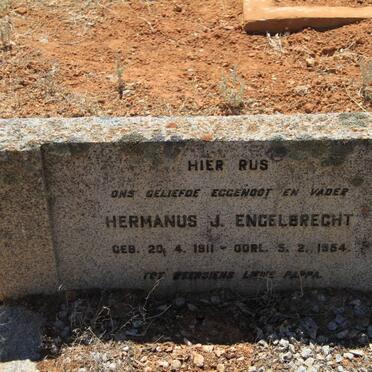 HIER RUS
ONS GELIEFDE EGGENOOT EN VADER
HERMANUS J. ENGELBRECHT
GEB. 20. 4. 1911 - OORL. 5. 2. 1964
TOT WEERSIENS LIEWE PAPPA.